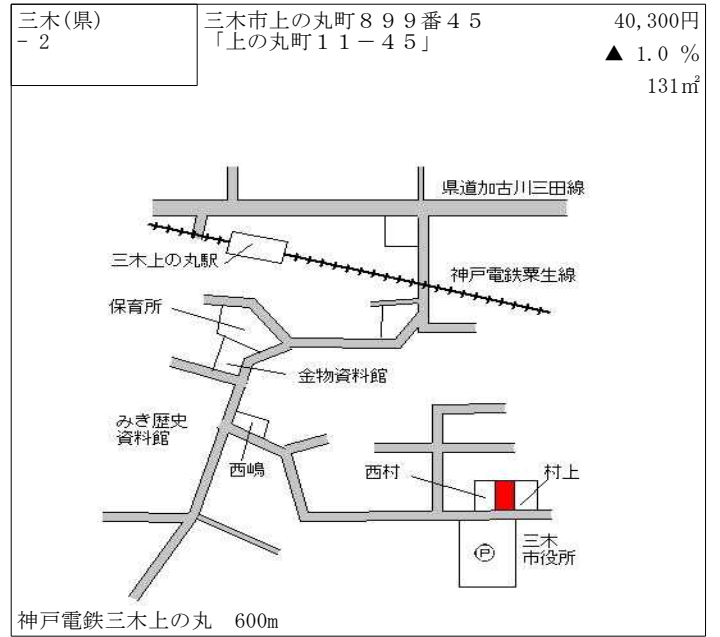 三木(県)
- 2
三木市上の丸町８９９番４５
「上の丸町１１－４５」
40,300円
▲ 1.0 %
131㎡
県道加古川三田線
三木上の丸駅
神戸電鉄粟生線
保育所
金物資料館
みき歴史
資料館
西嶋
西村
村上
三木
市役所
P
神戸電鉄三木上の丸　600m